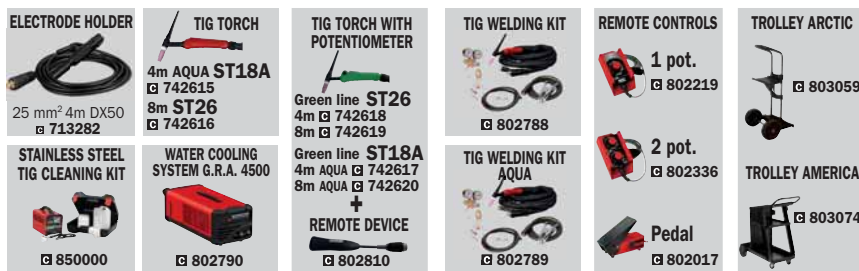 ELECTRODE HOLDER
25 mm² 4m DX50
C 713282
TIG TORCH
4m AQUA ST18A
C 742615
8m ST26
C 742616
TIG TORCH WITH
POTENTIOMETER
Green line ST26
4m C 742618
8m C 742619
Green line ST18A
4m AQUA C 742617
8m AQUA C 742620
+
REMOTE DEVICE
C 802810
TIG WELDING KIT
C 802788
REMOTE CONTROLS
1 pot.
C 802219
2 pot.
C 802336
Pedal
C 802017
TROLLEY ARCTIC
C 803059
STAINLESS STEEL
TIG CLEANING KIT
C 850000
WATER COOLING
SYSTEM G.R.A. 4500
C 802790
TIG WELDING KIT
AQUA
C 802789
TROLLEY AMERICA
C 803074